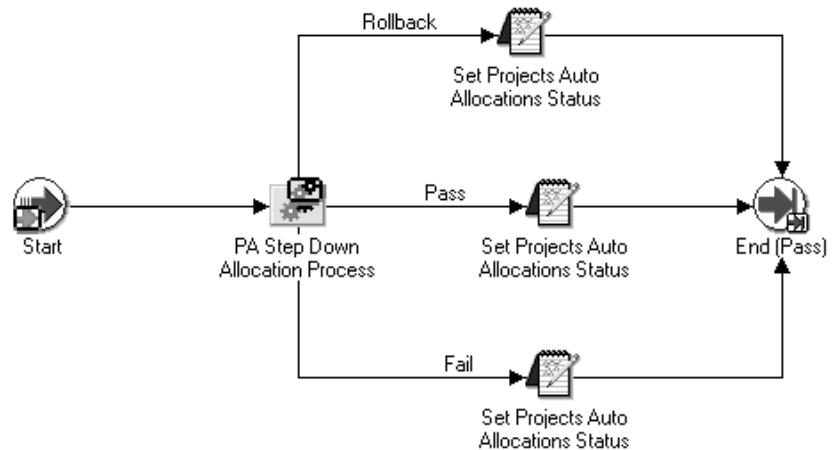 Rollback
Set Projects Auto
Allocations Status
Start
PA Step Down
Allocation Process
Pass
Set Projects Auto
Allocations Status
End (Pass)
Fail
Set Projects Auto
Allocations Status